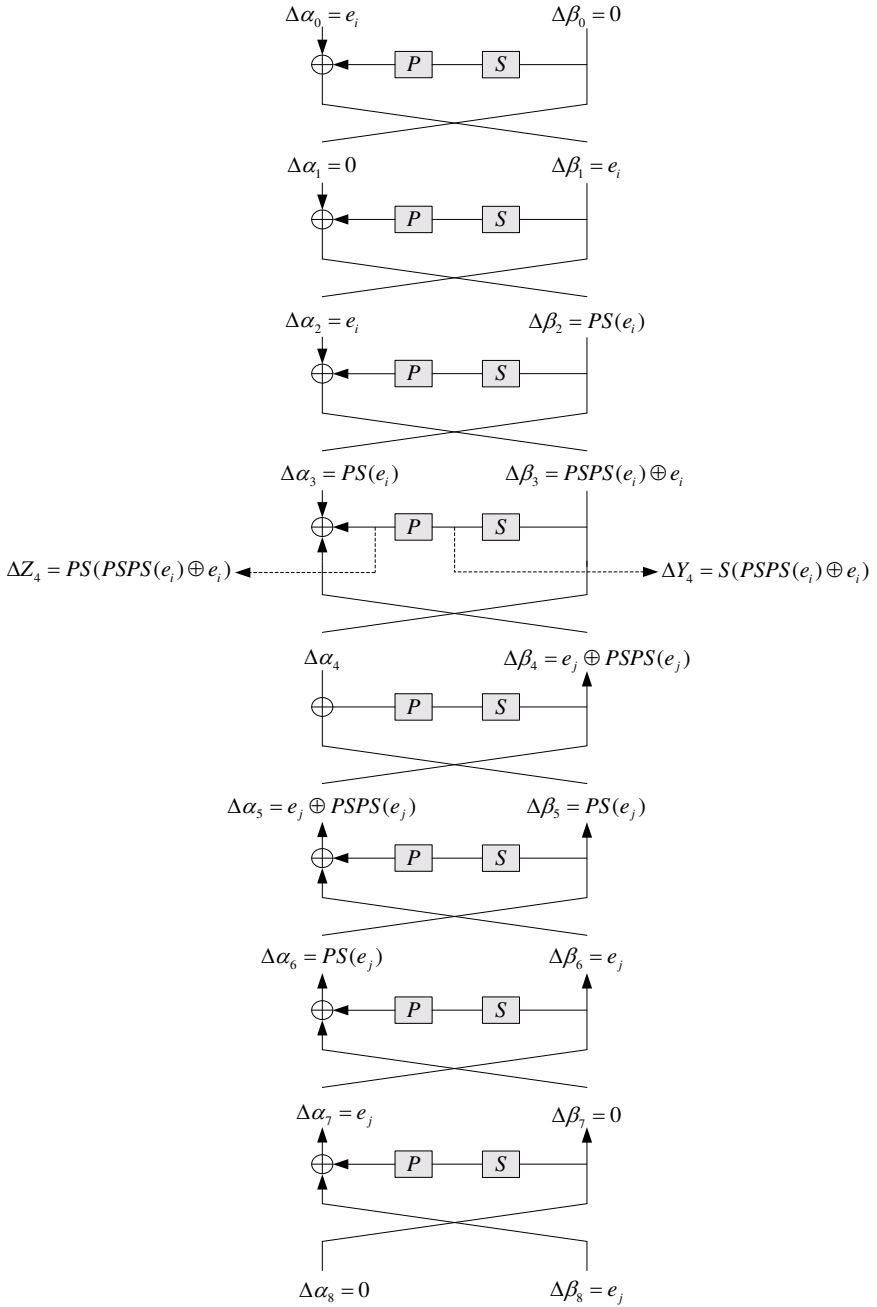 Δα₀ = eᵢ Δβ₀ = 0
P S
Δα₁ = 0 Δβ₁ = eᵢ
P S
Δα₂ = eᵢ Δβ₂ = PS(eᵢ)
P S
Δα₃ = PS(eᵢ) Δβ₃ = PSPS(eᵢ) ⊕ eᵢ
P S
ΔZ₄ = PS(PSPS(eᵢ) ⊕ eᵢ) ΔY₄ = S(PSPS(eᵢ) ⊕ eᵢ)
Δα₄ Δβ₄ = eⱼ ⊕ PSPS(eⱼ)
P S
Δα₅ = eⱼ ⊕ PSPS(eⱼ) Δβ₅ = PS(eⱼ)
P S
Δα₆ = PS(eⱼ) Δβ₆ = eⱼ
P S
Δα₇ = eⱼ Δβ₇ = 0
P S
Δα₈ = 0 Δβ₈ = eⱼ